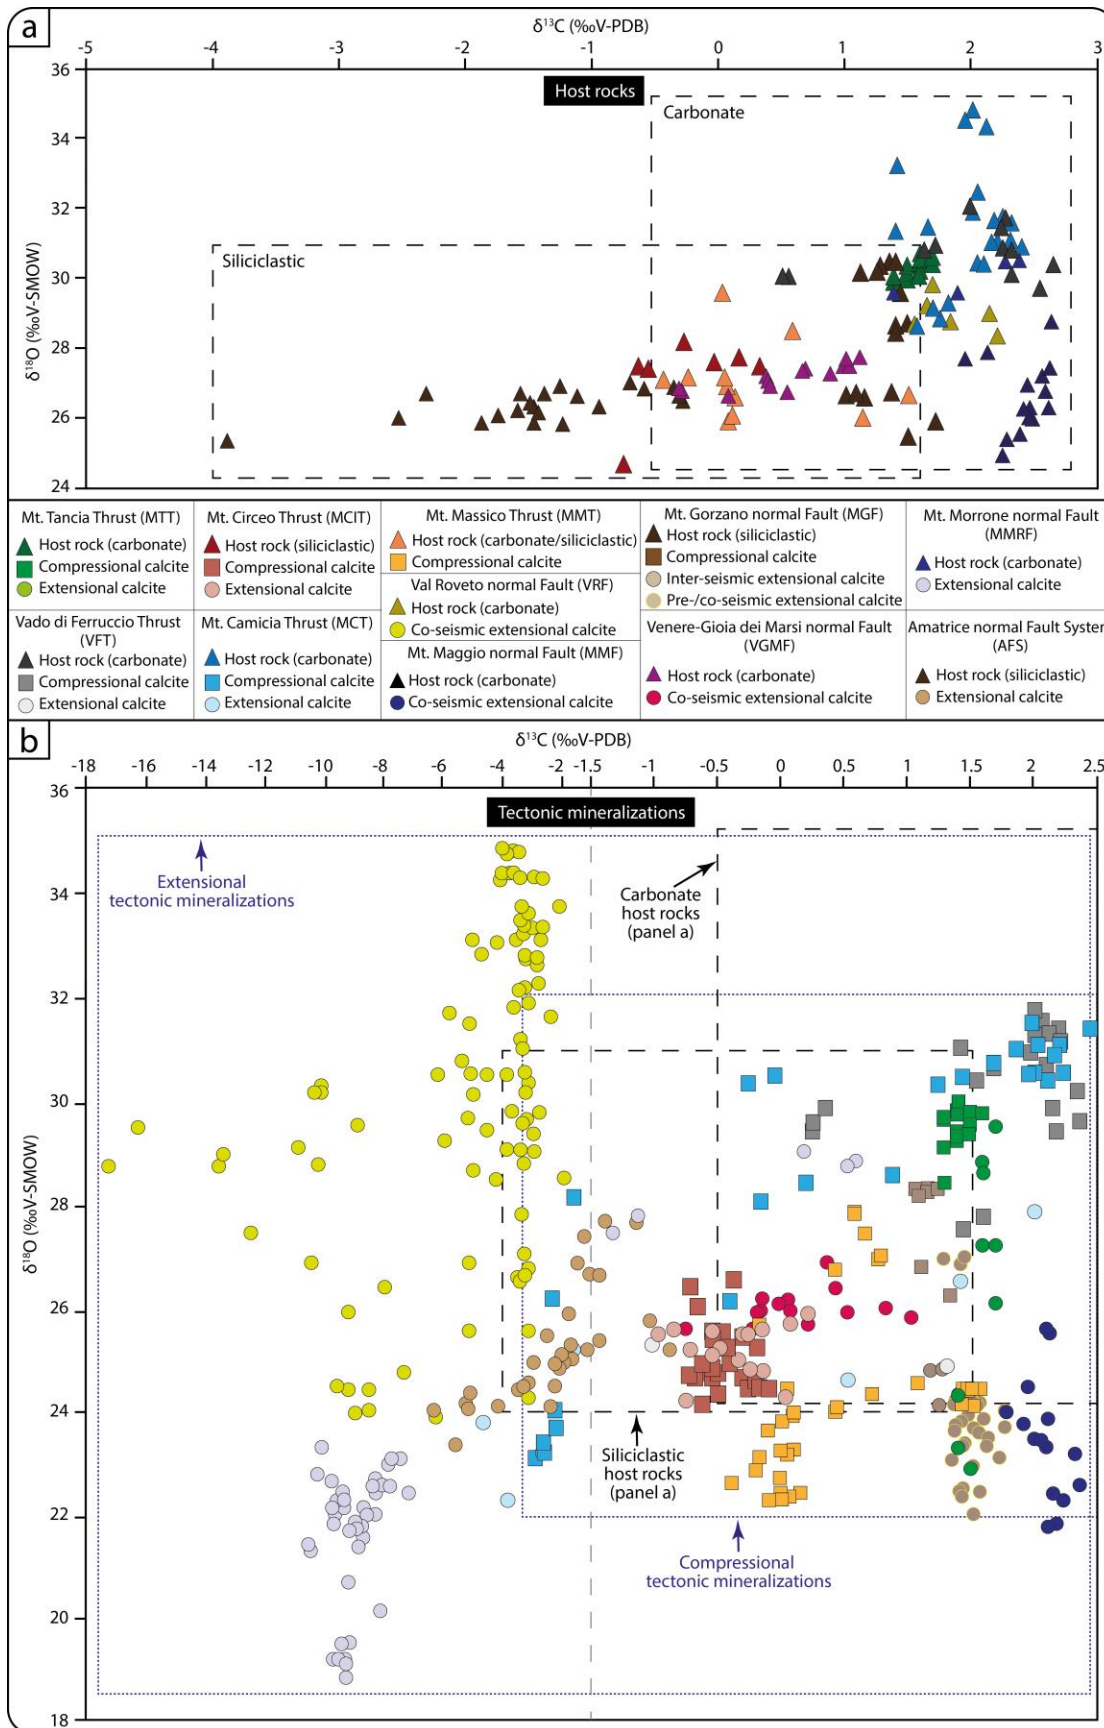 a
δ13C (‰V-PDB)
-5 -4 -3 -2 -1 0 1 2 3
36
34
32
30
28
26
24
δ18O (‰V-SMOW)
Host rocks
Carbonate
Siliciclastic
Mt. Tancia Thrust (MTT)
Host rock (carbonate)
Compressional calcite
Extensional calcite
Mt. Circeo Thrust (MCIT)
Host rock (siliciclastic)
Compressional calcite
Extensional calcite
Mt. Massico Thrust (MMT)
Host rock (carbonate/siliciclastic)
Compressional calcite
Val Roveto normal Fault (VRF)
Host rock (carbonate)
Co-seismic extensional calcite
Mt. Maggio normal Fault (MMF)
Host rock (carbonate)
Co-seismic extensional calcite
Mt. Gorzano normal Fault (MGF)
Host rock (siliciclastic)
Compressional calcite
Inter-seismic extensional calcite
Pre-/co-seismic extensional calcite
Mt. Morrone normal Fault
(MMRF)
Host rock (carbonate)
Extensional calcite
Vado di Ferruccio Thrust
(VFT)
Host rock (carbonate)
Compressional calcite
Extensional calcite
Mt. Camicia Thrust (MCT)
Host rock (carbonate)
Compressional calcite
Extensional calcite
Venere-Gioia dei Marsi normal Fault
(VGMF)
Host rock (carbonate)
Co-seismic extensional calcite
Amatrice normal Fault System
(AFS)
Host rock (siliciclastic)
Extensional calcite
b
δ13C (‰V-PDB)
-18 -16 -14 -12 -10 -8 -6 -4 -2 -1.5 -1 -0.5 0 0.5 1 1.5 2 2.5
36
34
32
30
28
26
24
22
20
18
δ18O (‰V-SMOW)
Tectonic mineralizations
Extensional
tectonic mineralizations
Carbonate
host rocks
(panel a)
Siliciclastic
host rocks
(panel a)
Compressional
tectonic mineralizations